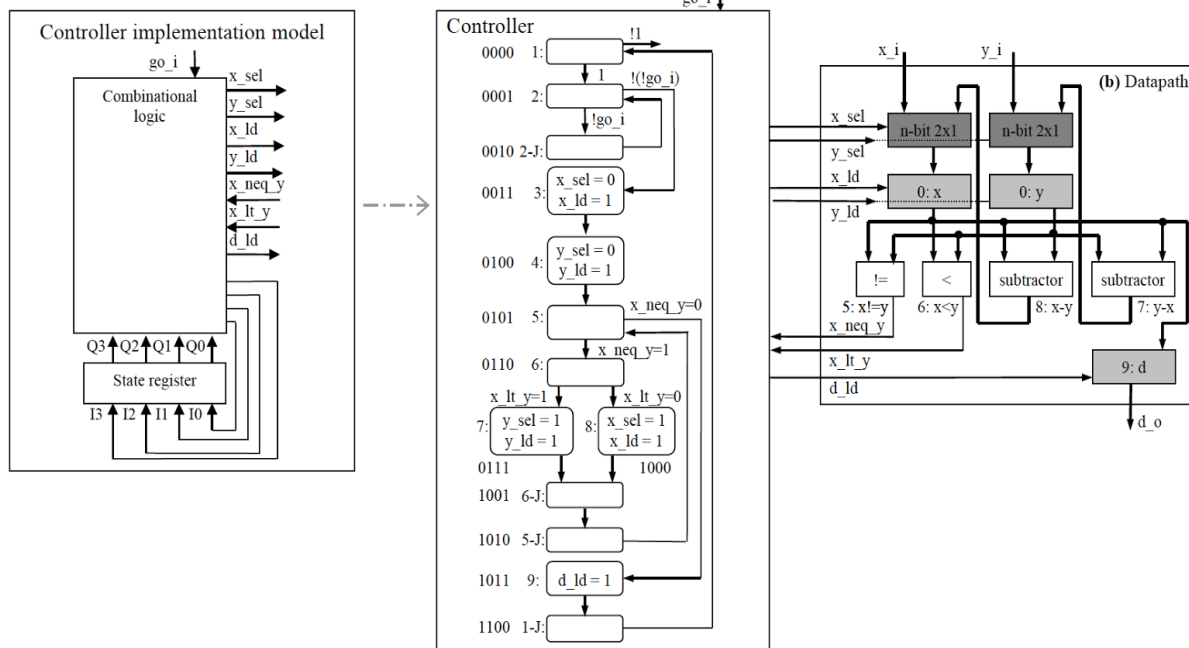 Controller implementation model
go_i
Combinational
logic
x_sel
y_sel
x_ld
y_ld
x_neq_y
x_lt_y
d_ld
Q3 Q2 Q1 Q0
State register
I3 I2 I1 I0
go_i
Controller
!1
0000 1:
1
!(!go_i)
0001 2:
!go_i
0010 2-J:
0011 3:
x_sel = 0
x_ld = 1
0100 4:
y_sel = 0
y_ld = 1
x_neq_y=0
0101 5:
x_neq_y=1
0110 6:
x_lt_y=1 x_lt_y=0
7:
y_sel = 1
y_ld = 1
8:
x_sel = 1
x_ld = 1
0111 1000
1001 6-J:
1010 5-J:
1011 9: d_ld = 1
1100 1-J:
x_i y_i
(b) Datapath
x_sel
n-bit 2x1 n-bit 2x1
y_sel
x_ld
0: x 0: y
y_ld
!= < subtractor subtractor
5: x!=y 6: x<y 8: x-y 7: y-x
x_neq_y
x_lt_y
9: d
d_ld
d_o